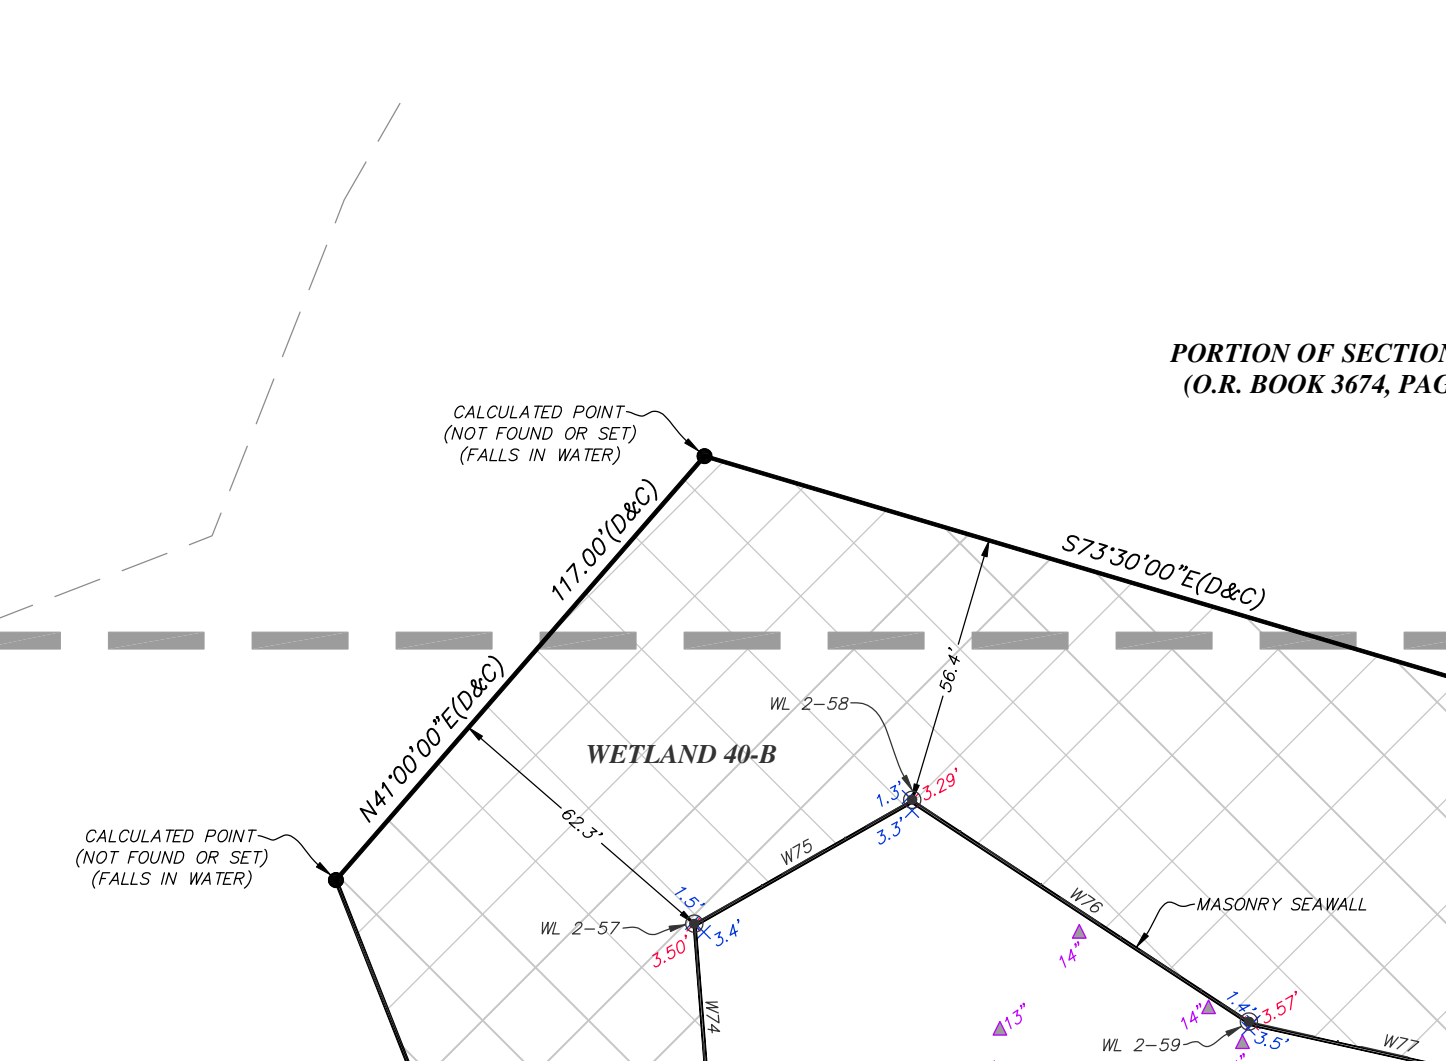 PORTION OF SECTION
(O.R. BOOK 3674, PAG
CALCULATED POINT
(NOT FOUND OR SET)
(FALLS IN WATER)
117.00'(D&C)
S73°30'00"E(D&C)
N41°00'00"E(D&C)
56.4'
WL 2-58
WETLAND 40-B
1.3'
3.29'
3.3'
62.3'
CALCULATED POINT
(NOT FOUND OR SET)
(FALLS IN WATER)
W75
1.5'
WL 2-57
3.4'
3.50'
W76
MASONRY SEAWALL
14"
W74
13"
14"
1.4'
3.57'
3.5'
WL 2-59
W77